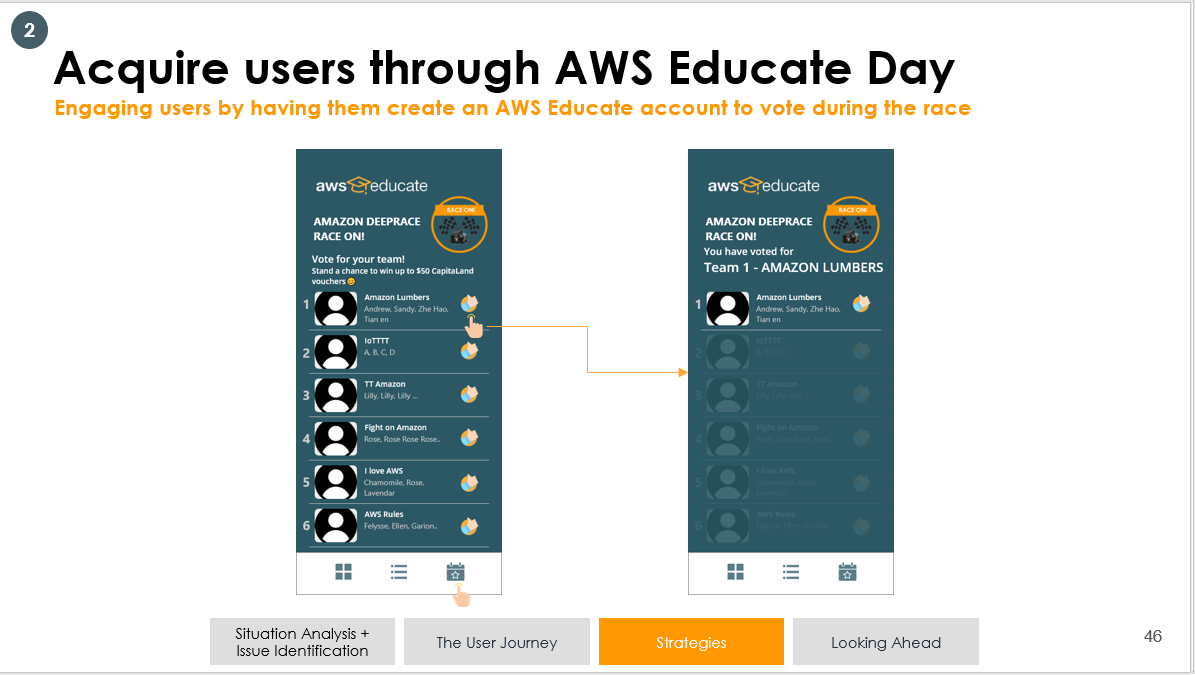 2
Acquire users through AWS Educate Day
Engaging users by having them create an AWS Educate account to vote during the race
aws educate
RACE ON!
AMAZON DEEPRACE
RACE ON!
Vote for your team!
Stand a chance to win up to $50 CapitaLand
vouchers😊
1
Amazon Lumbers
Andrew, Sandy, Zhe Hao,
Tian en
2
IoTTTT
A, B, C, D
3
TT Amazon
Lilly, Lilly, Lilly ...
4
Fight on Amazon
Rose, Rose Rose Rose..
5
I love AWS
Chamomile, Rose,
Lavendar
6
AWS Rules
Felysse, Ellen, Garion..
aws educate
RACE ON!
AMAZON DEEPRACE
RACE ON!
You have voted for
Team 1 - AMAZON LUMBERS
1
Amazon Lumbers
Andrew, Sandy, Zhe Hao,
Tian en
2
IoTTTT
A, B, C, D
3
TT Amazon
Lilly, Lilly, Lilly ...
4
Fight on Amazon
Rose, Rose Rose Rose..
5
I love AWS
Chamomile, Rose,
Lavendar
6
AWS Rules
Felysse, Ellen, Garion..
Situation Analysis +
Issue Identification
The User Journey
Strategies
Looking Ahead
46